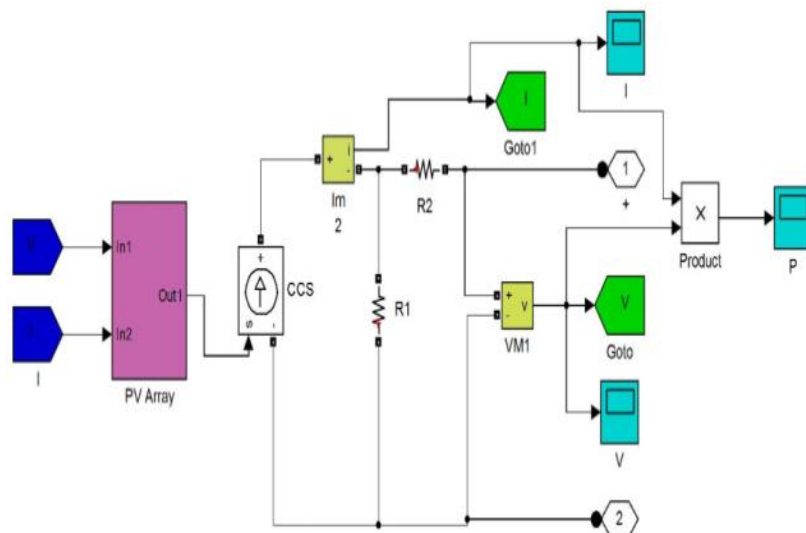 I
I
Goto1
+
i
-
Im
2
R2
1
+
V
In1
Out1
In2
I
PV Array
+
CCS
s
-
R1
+
v
-
VM1
X
Product
P
V
Goto
V
2